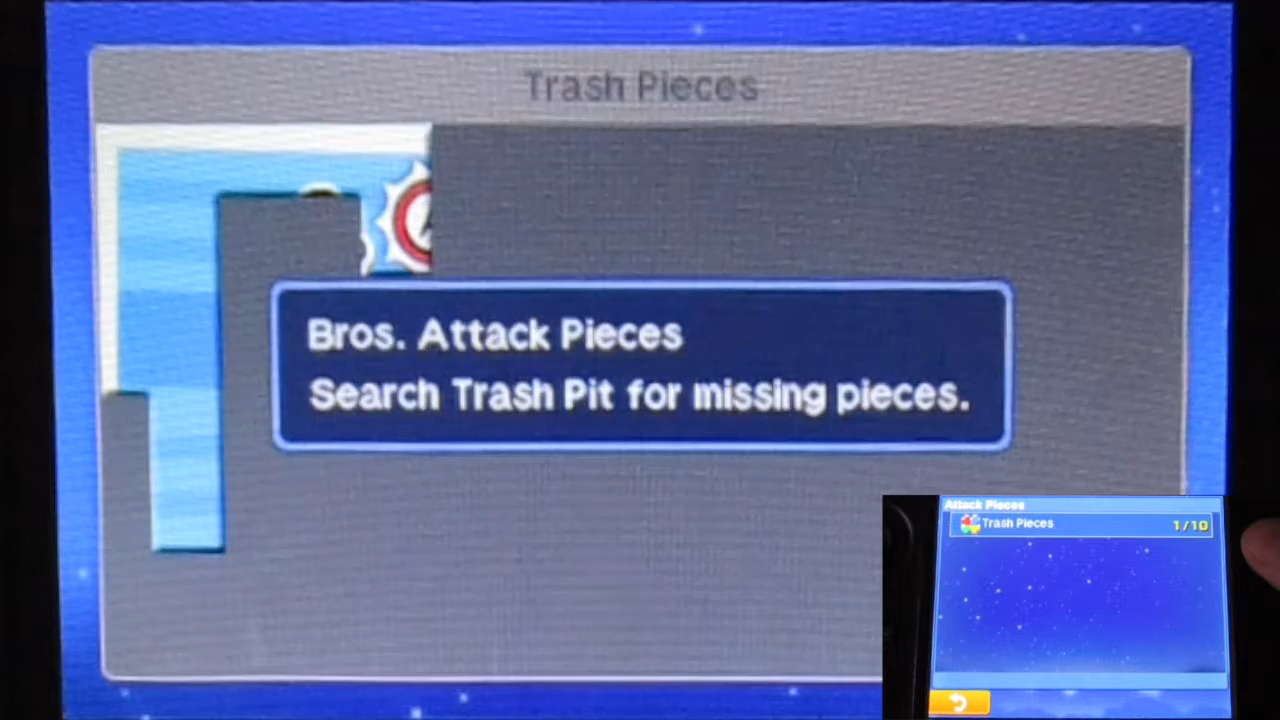 Trash Pieces
Bros. Attack Pieces
Search Trash Pit for missing pieces.
Attack Pieces
Trash Pieces 1/10